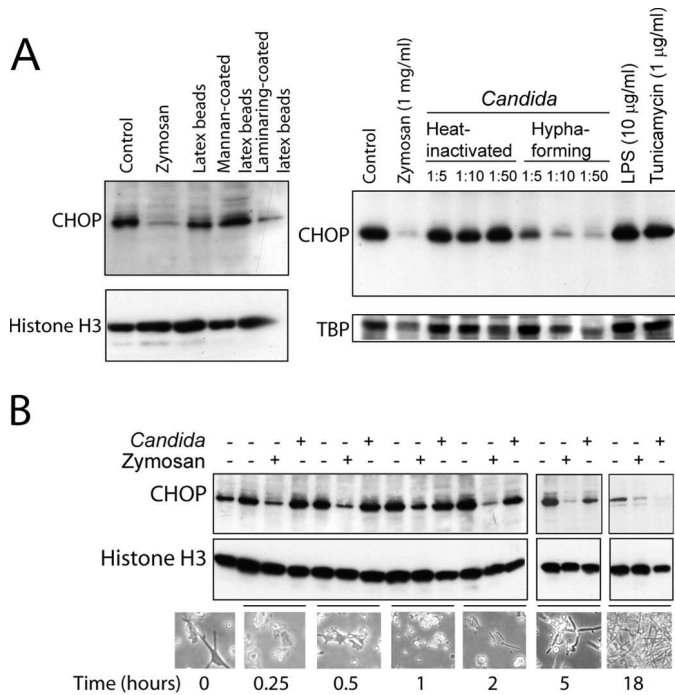 A
Control
Zymosan
Latex beads
Mannan-coated
latex beads
Laminaring-coated
latex beads
CHOP
Histone H3
Control
Zymosan (1 mg/ml)
Candida
Heat-
inactivated
Hypha-
forming
1:5 1:10 1:50 1:5 1:10 1:50
LPS (10 μg/ml)
Tunicamycin (1 μg/ml)
CHOP
TBP
B
Candida - - - + - - + - - + - - + - - + - - +
Zymosan - - + - - + - - + - - + - - + - - + -
CHOP
Histone H3
Time (hours) 0 0.25 0.5 1 2 5 18